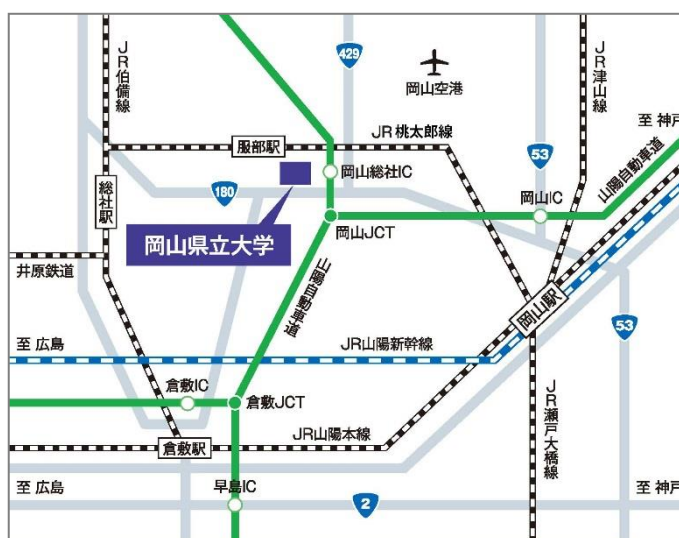 JR伯備線
429
岡山空港
JR津山線
至 神戸
JR桃太郎線
服部駅
53
山陽自動車道
岡山総社IC
総社駅
180
岡山IC
岡山県立大学
岡山JCT
井原鉄道
山陽自動車道
岡山駅
53
至 広島
JR山陽新幹線
倉敷IC
倉敷JCT
JR瀬戸大橋線
JR山陽本線
倉敷駅
至 広島
早島IC
2
至 神戸